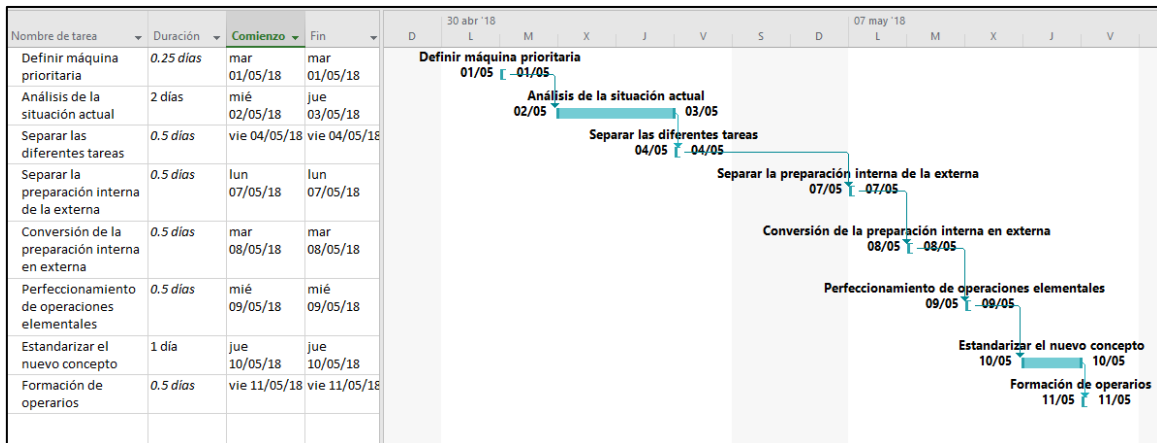 30 abr '18 07 may '18
Nombre de tarea Duración Comienzo Fin D L M X J V S D L M X J V
Definir máquina 0.25 días mar mar
prioritaria 01/05/18 01/05/18
Análisis de la 2 días mié jue
situación actual 02/05/18 03/05/18
Separar las 0.5 días vie 04/05/18 vie 04/05/18
diferentes tareas
Separar la 0.5 días lun lun
preparación interna 07/05/18 07/05/18
de la externa
Conversión de la 0.5 días mar mar
preparación interna 08/05/18 08/05/18
en externa
Perfeccionamiento 0.5 días mié mié
de operaciones 09/05/18 09/05/18
elementales
Estandarizar el 1 día jue jue
nuevo concepto 10/05/18 10/05/18
Formación de 0.5 días vie 11/05/18 vie 11/05/18
operarios
Definir máquina prioritaria
01/05 01/05
Análisis de la situación actual
02/05 03/05
Separar las diferentes tareas
04/05 04/05
Separar la preparación interna de la externa
07/05 07/05
Conversión de la preparación interna en externa
08/05 08/05
Perfeccionamiento de operaciones elementales
09/05 09/05
Estandarizar el nuevo concepto
10/05 10/05
Formación de operarios
11/05 11/05